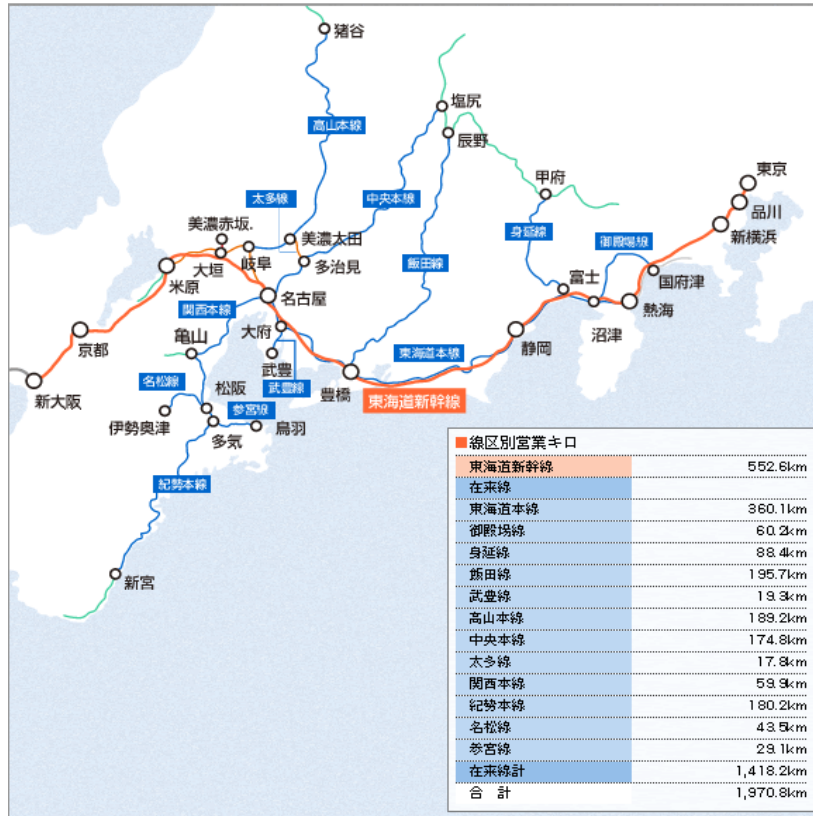 猪谷
塩尻
高山本線
辰野
甲府
東京
太多線
中央本線
品川
美濃赤坂.
美濃太田
身延線
御殿場線
新横浜
大垣
岐阜
多治見
飯田線
富士
国府津
米原
名古屋
熱海
関西本線
沼津
京都
大府
静岡
亀山
東海道本線
武豊
名松線
武豊線
豊橋
新大阪
松阪
東海道新幹線
参宮線
伊勢奥津
多気
鳥羽
紀勢本線
新宮
線区別営業キロ
東海道新幹線 552.6km
在来線
東海道本線 360.1km
御殿場線 60.2km
身延線 88.4km
飯田線 195.7km
武豊線 19.3km
高山本線 189.2km
中央本線 174.8km
太多線 17.8km
関西本線 59.9km
紀勢本線 180.2km
名松線 43.5km
参宮線 29.1km
在来線計 1,418.2km
合 計 1,970.8km